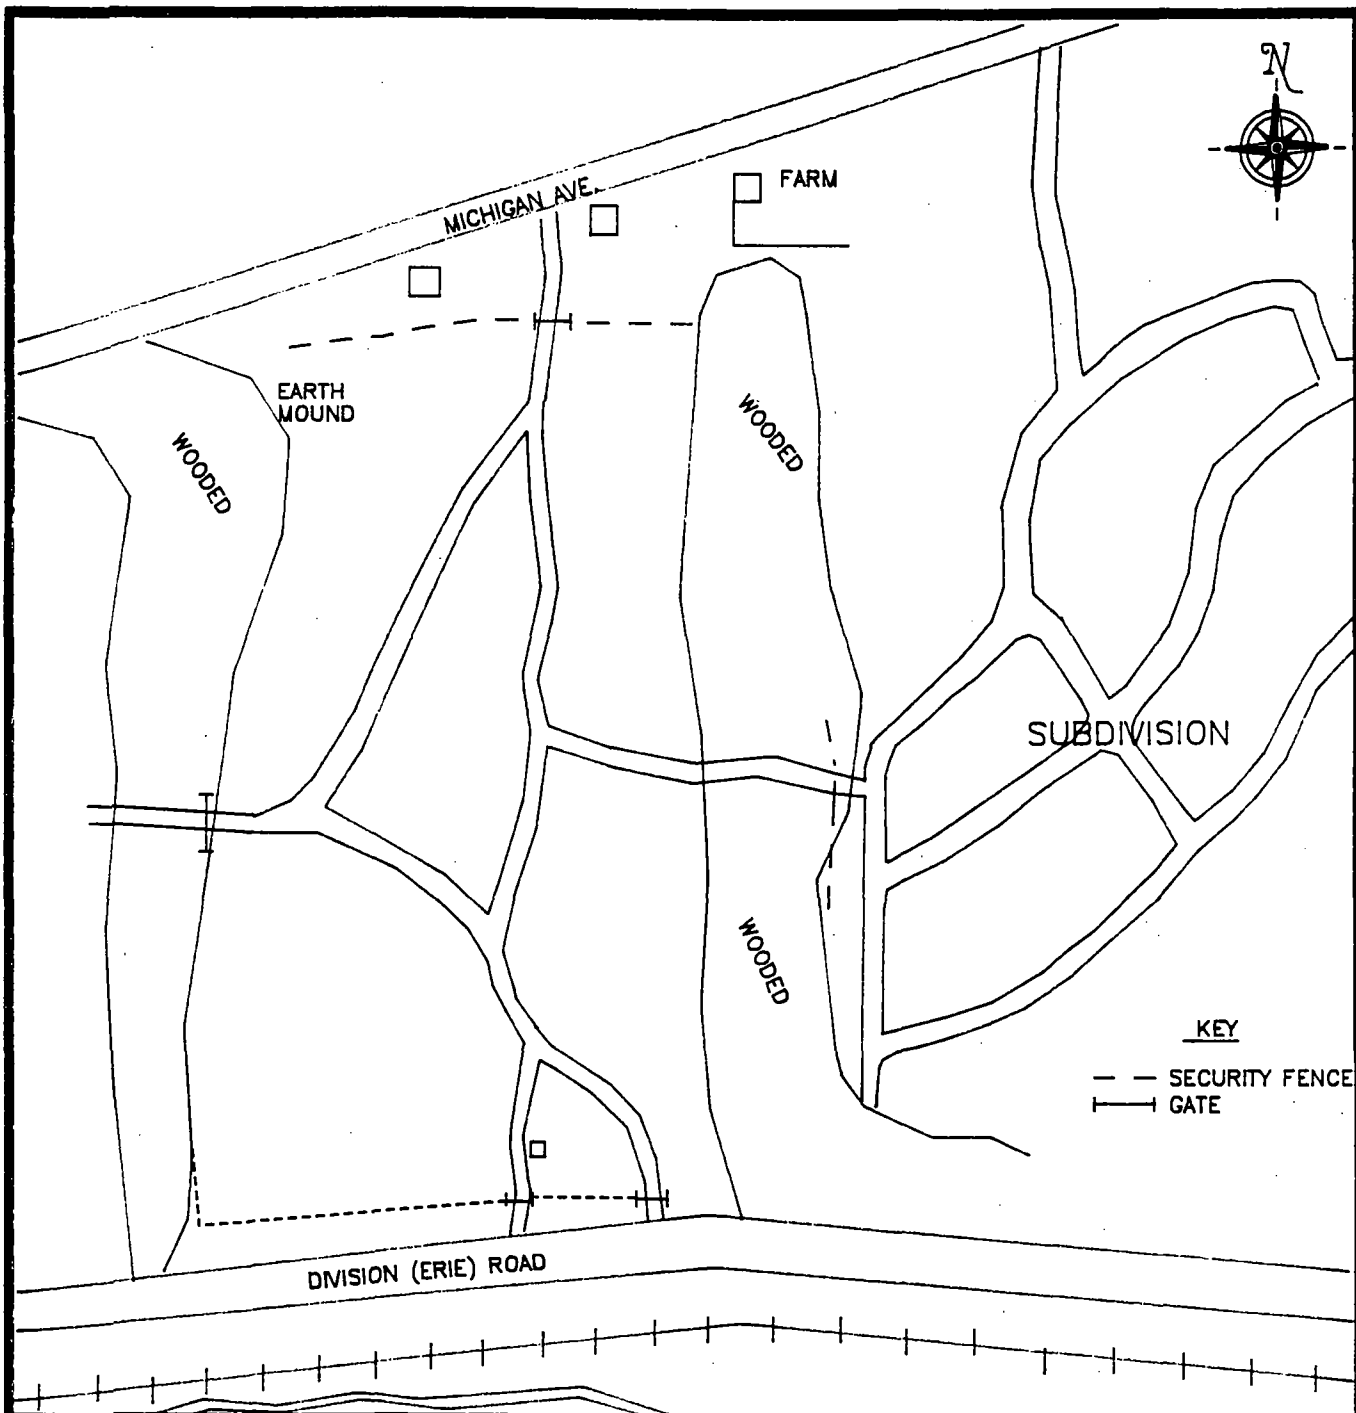 N
MICHIGAN AVE.
FARM
EARTH
MOUND
WOODED
WOODED
SUBDIVISION
WOODED
KEY
SECURITY FENCE
GATE
DIVISION (ERIE) ROAD